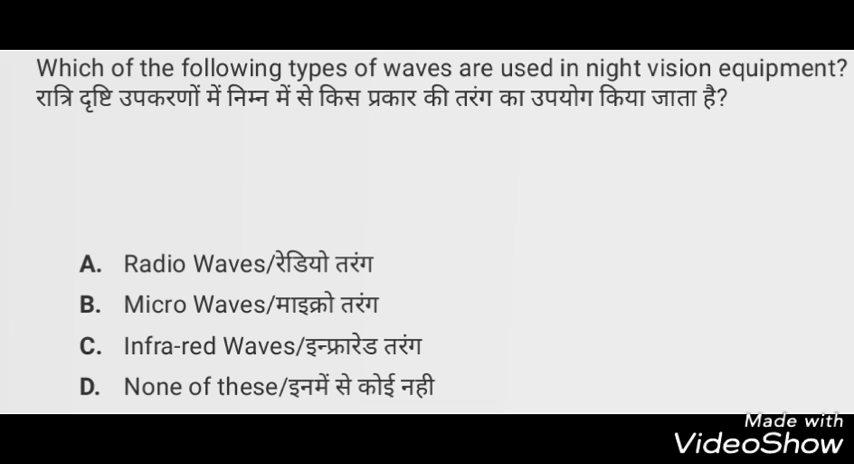 Which of the following types of waves are used in night vision equipment?
रात्रि दृष्टि उपकरणों में निम्न में से किस प्रकार की तरंग का उपयोग किया जाता है?
A. Radio Waves/रेडियो तरंग
B. Micro Waves/माइक्रो तरंग
C. Infra-red Waves/इन्फ्रारेड तरंग
D. None of these/इनमें से कोई नही
Made with
VideoShow